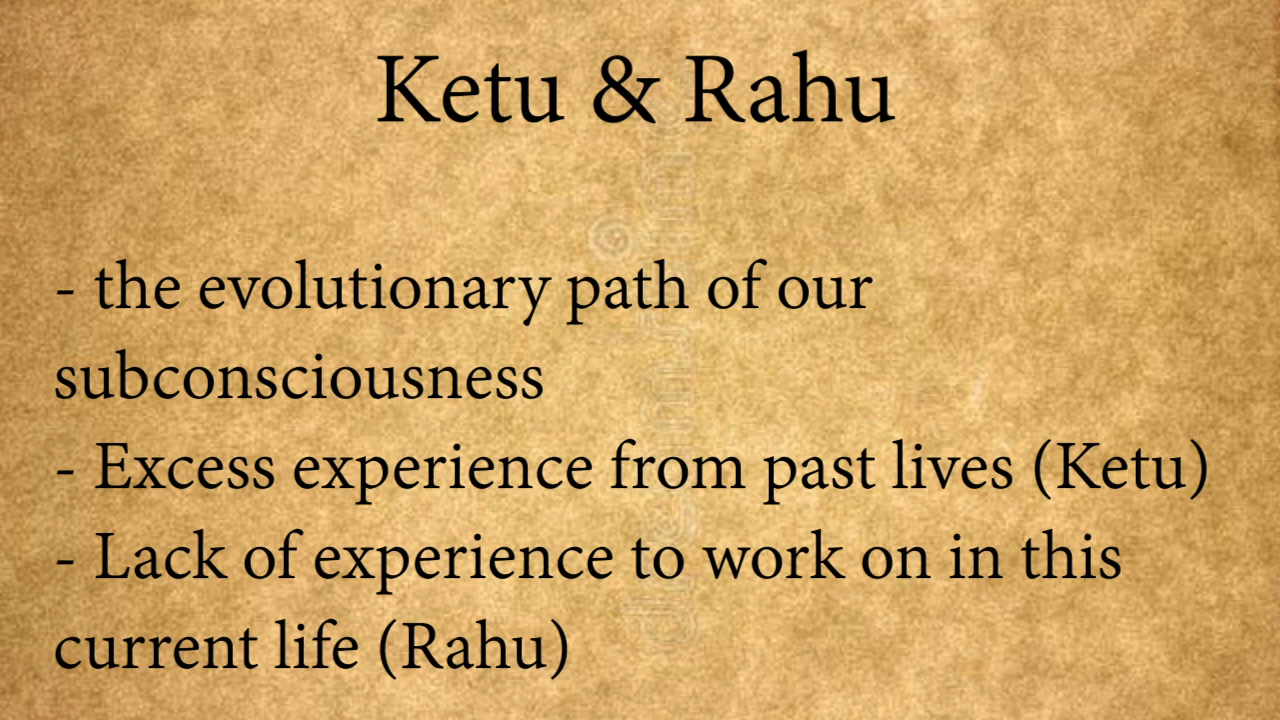 Ketu & Rahu
- the evolutionary path of our
subconsciousness
- Excess experience from past lives (Ketu)
- Lack of experience to work on in this
current life (Rahu)